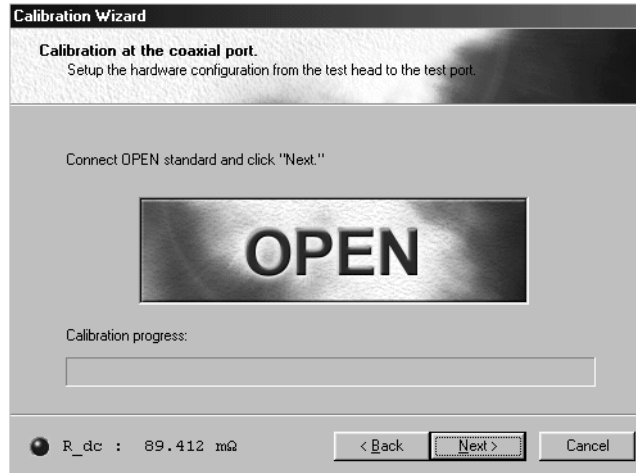 Calibration Wizard
Calibration at the coaxial port.
Setup the hardware configuration from the test head to the test port.
Connect OPEN standard and click "Next."
OPEN
Calibration progress:
R_dc : 89.412 mΩ
< Back
Next >
Cancel